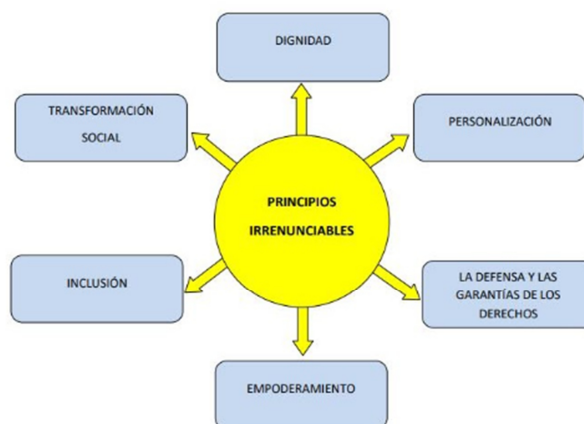 DIGNIDAD
TRANSFORMACIÓN
SOCIAL
PERSONALIZACIÓN
PRINCIPIOS
IRRENUNCIABLES
INCLUSIÓN
LA DEFENSA Y LAS
GARANTÍAS DE LOS
DERECHOS
EMPODERAMIENTO